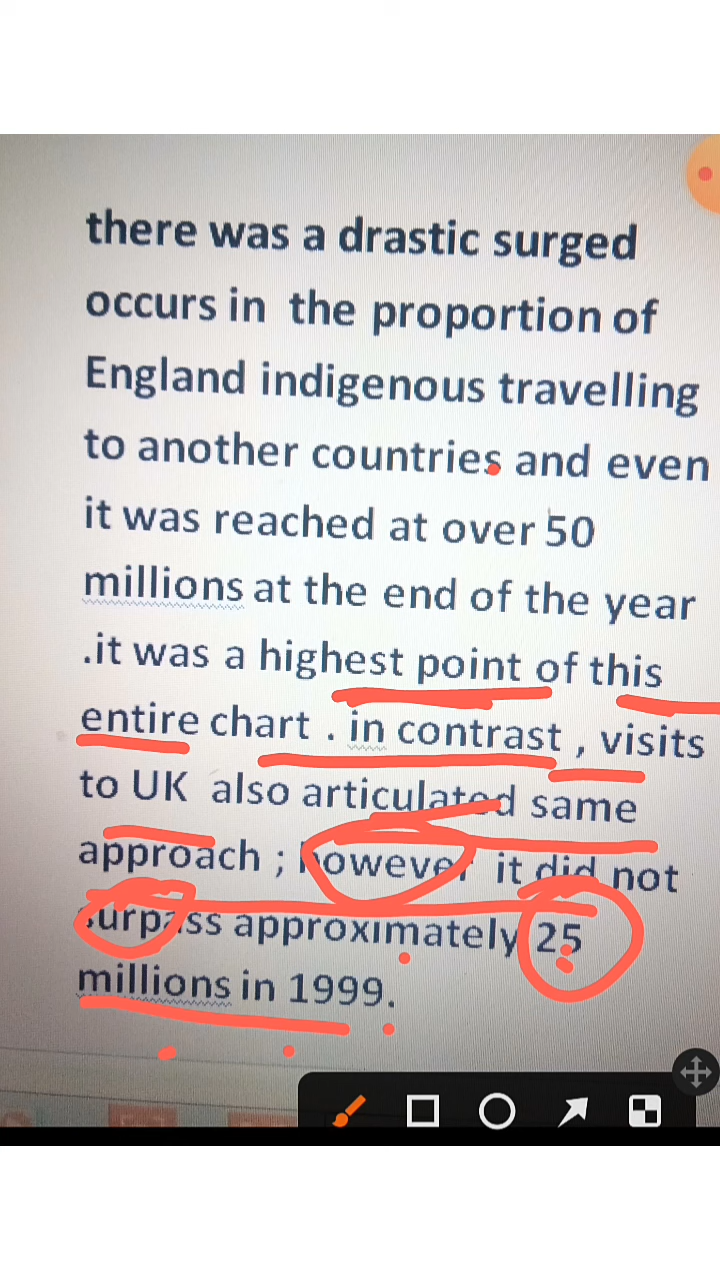 there was a drastic surged
occurs in the proportion of
England indigenous travelling
to another countries and even
it was reached at over 50
millions at the end of the year
.it was a highest point of this
entire chart . in contrast , visits
to UK also articulated same
approach ; however it did not
surpass approximately 25
millions in 1999.